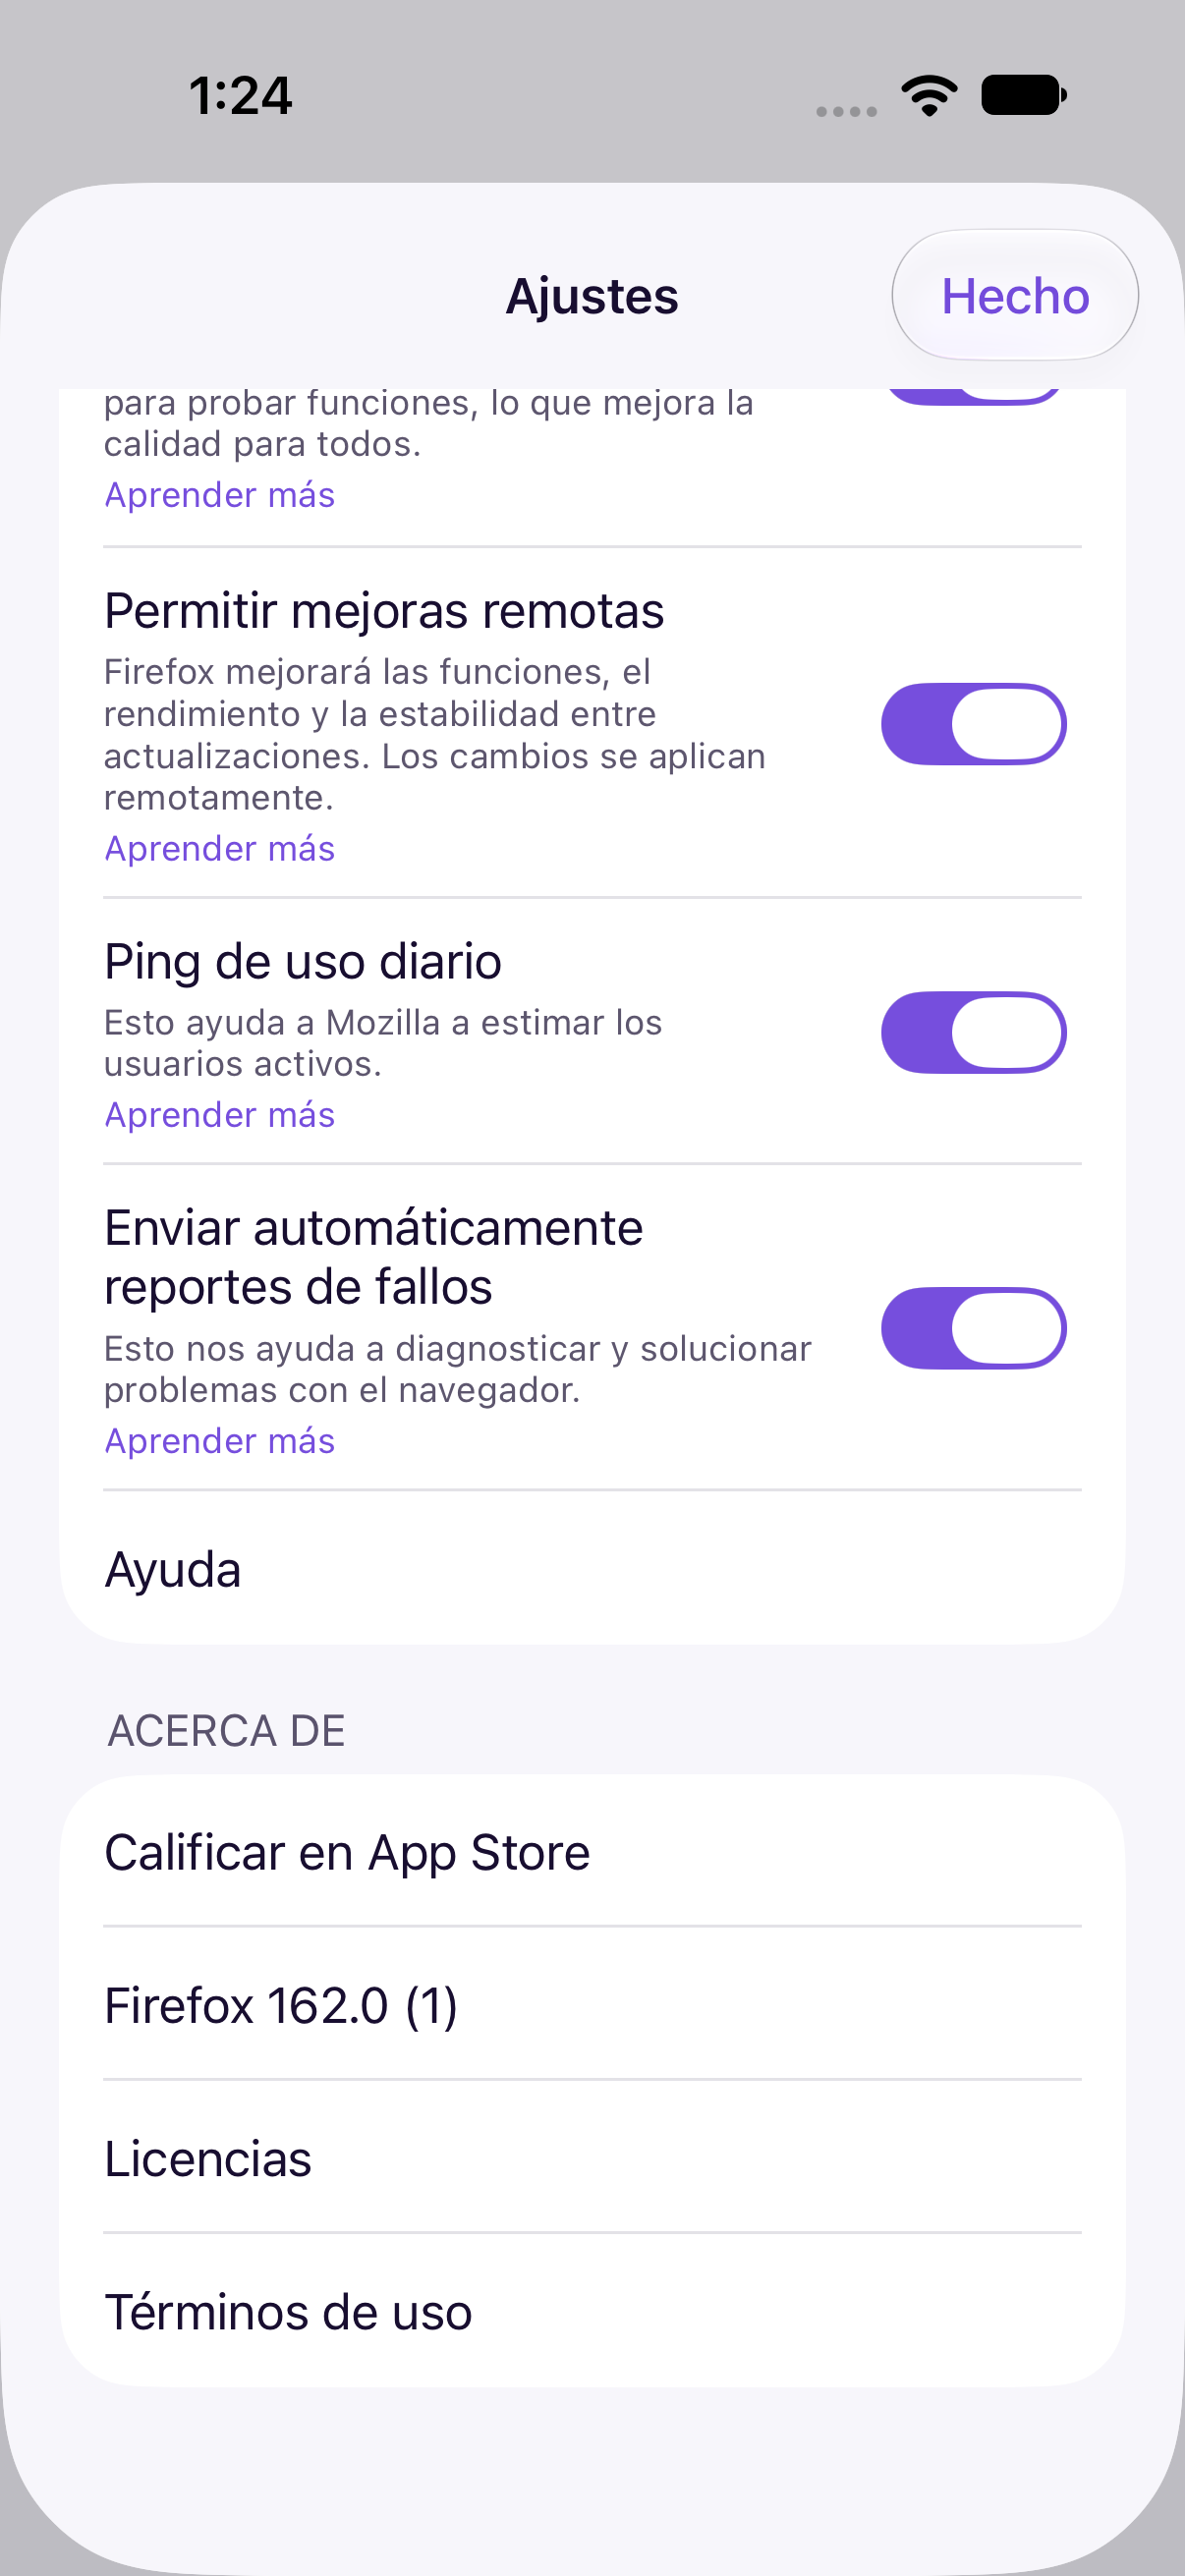 1:24
Ajustes
Hecho
para probar funciones, lo que mejora la
calidad para todos.
Aprender más
Permitir mejoras remotas
Firefox mejorará las funciones, el
rendimiento y la estabilidad entre
actualizaciones. Los cambios se aplican
remotamente.
Aprender más
Ping de uso diario
Esto ayuda a Mozilla a estimar los
usuarios activos.
Aprender más
Enviar automáticamente
reportes de fallos
Esto nos ayuda a diagnosticar y solucionar
problemas con el navegador.
Aprender más
Ayuda
ACERCA DE
Calificar en App Store
Firefox 162.0 (1)
Licencias
Términos de uso